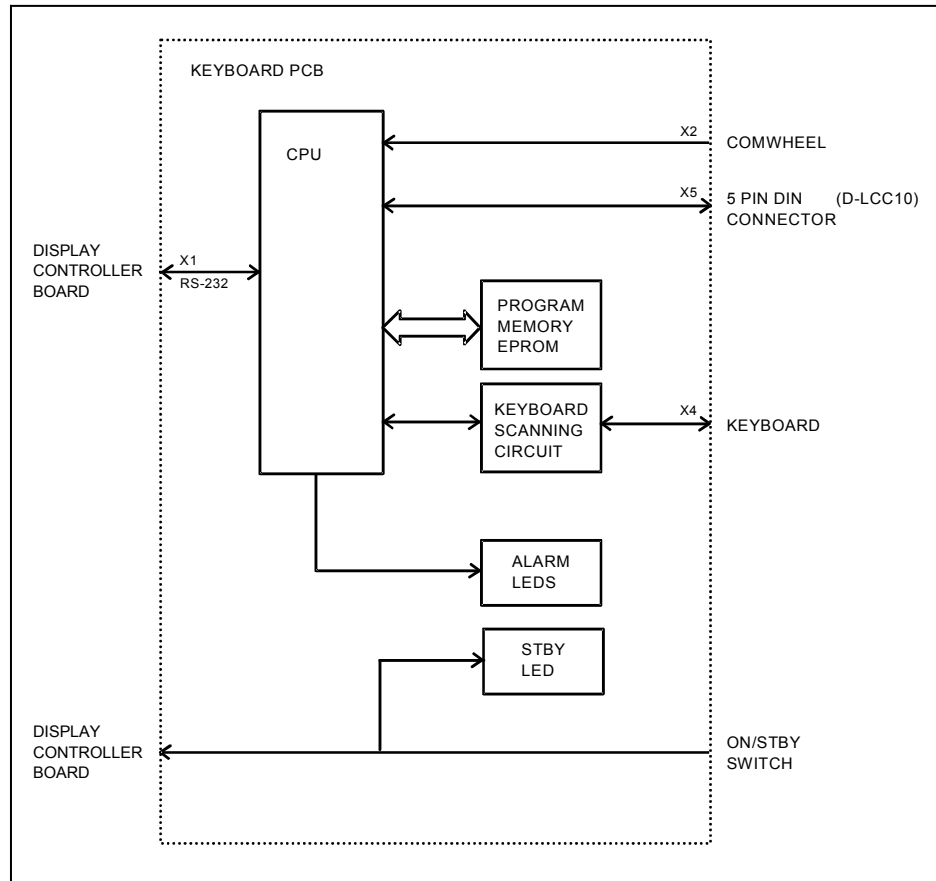 KEYBOARD PCB
CPU
X2
COMWHEEL
X5
5 PIN DIN (D-LCC10)
CONNECTOR
DISPLAY
CONTROLLER
BOARD
X1
RS-232
PROGRAM
MEMORY
EPROM
KEYBOARD
SCANNING
CIRCUIT
X4
KEYBOARD
ALARM
LEDS
STBY
LED
DISPLAY
CONTROLLER
BOARD
ON/STBY
SWITCH